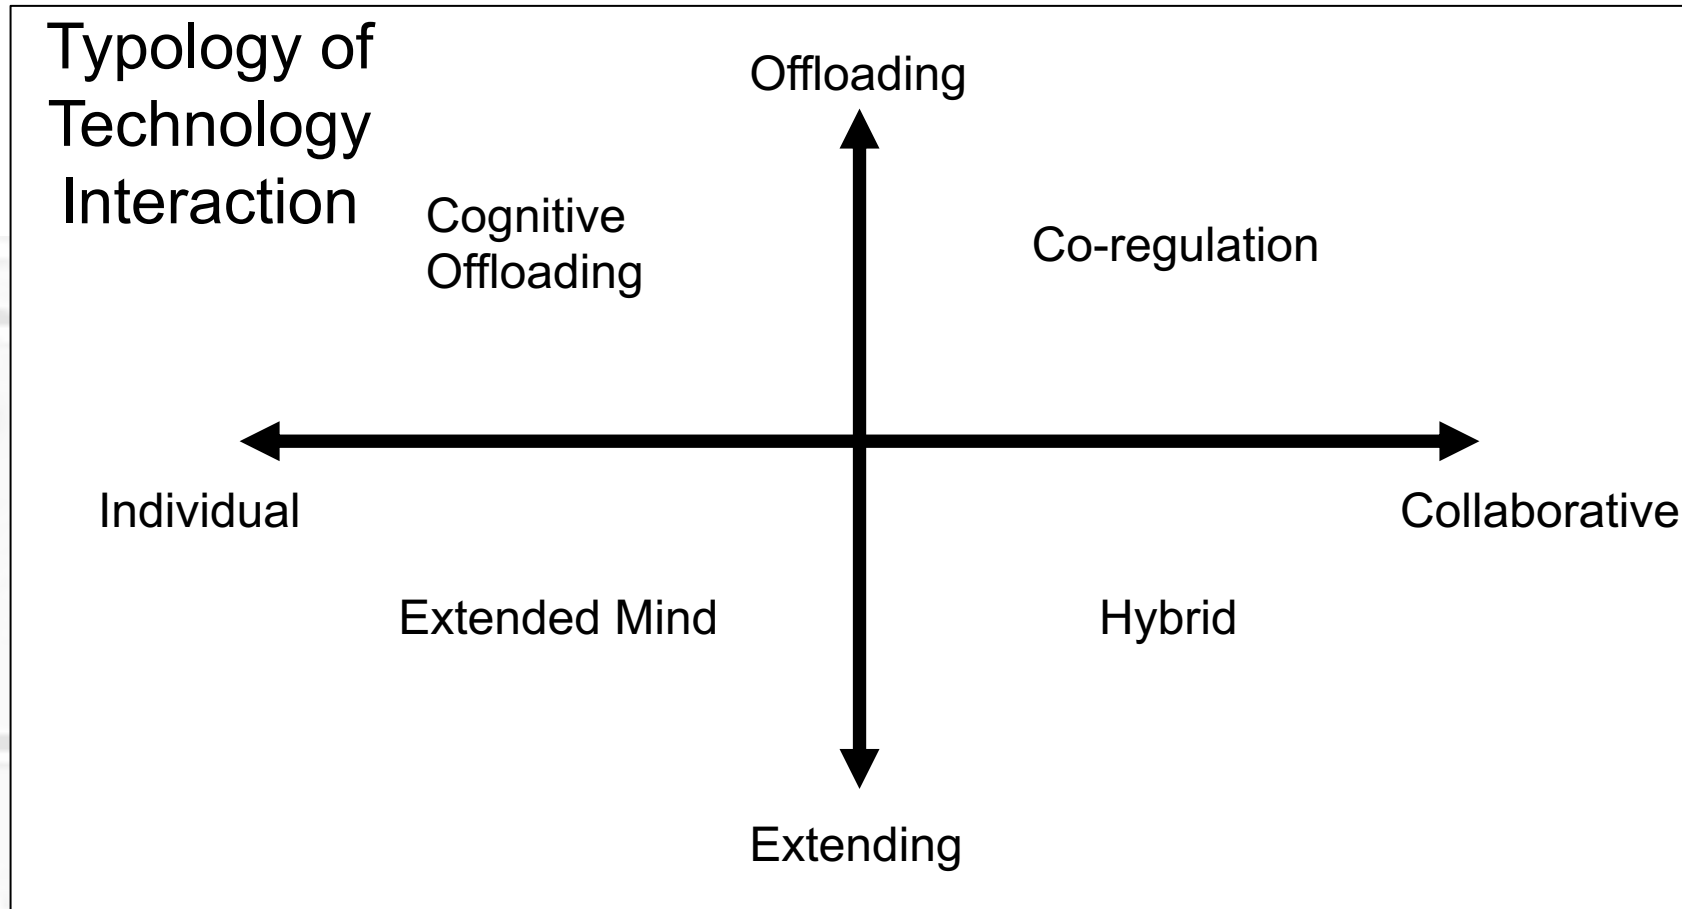 Typology of
Technology
Interaction
Offloading
Cognitive
Offloading
Co-regulation
Individual
Collaborative
Extended Mind
Hybrid
Extending